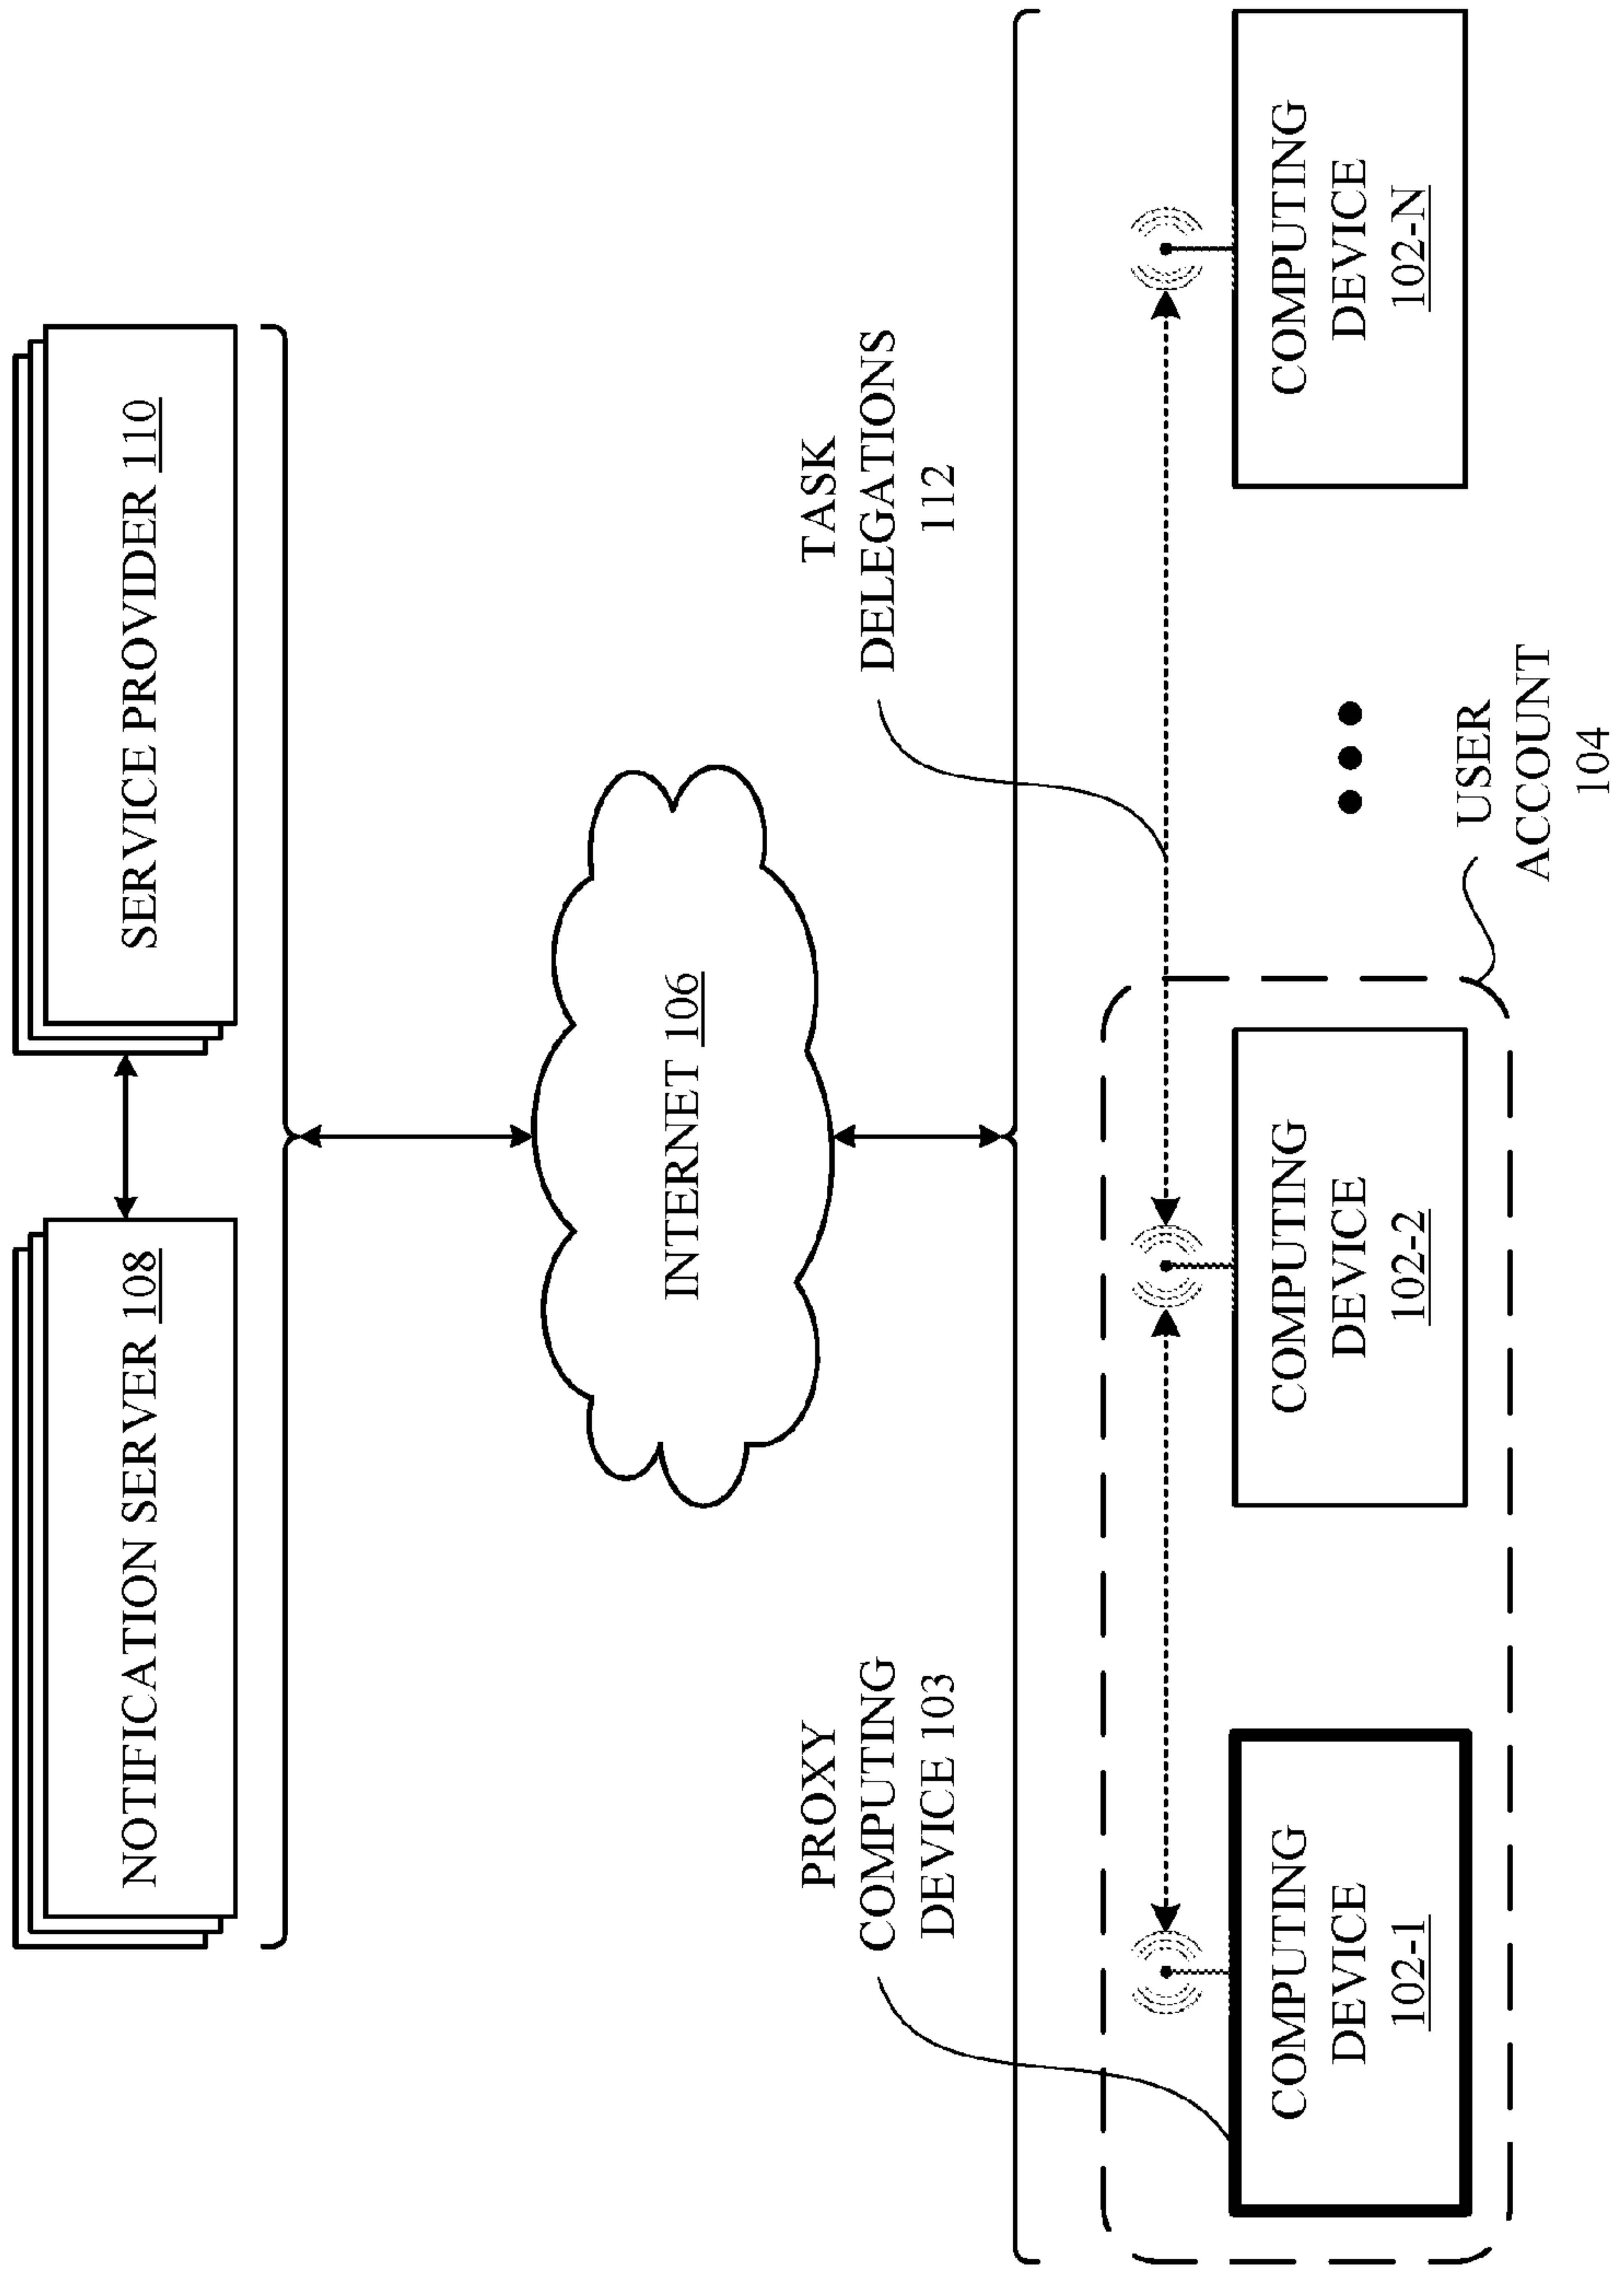 NOTIFICATION SERVER 108
SERVICE PROVIDER 110
INTERNET 106
PROXY
COMPUTING
DEVICE 103
TASK
DELEGATIONS
112
COMPUTING
DEVICE
102-1
COMPUTING
DEVICE
102-2
COMPUTING
DEVICE
102-N
USER
ACCOUNT
104